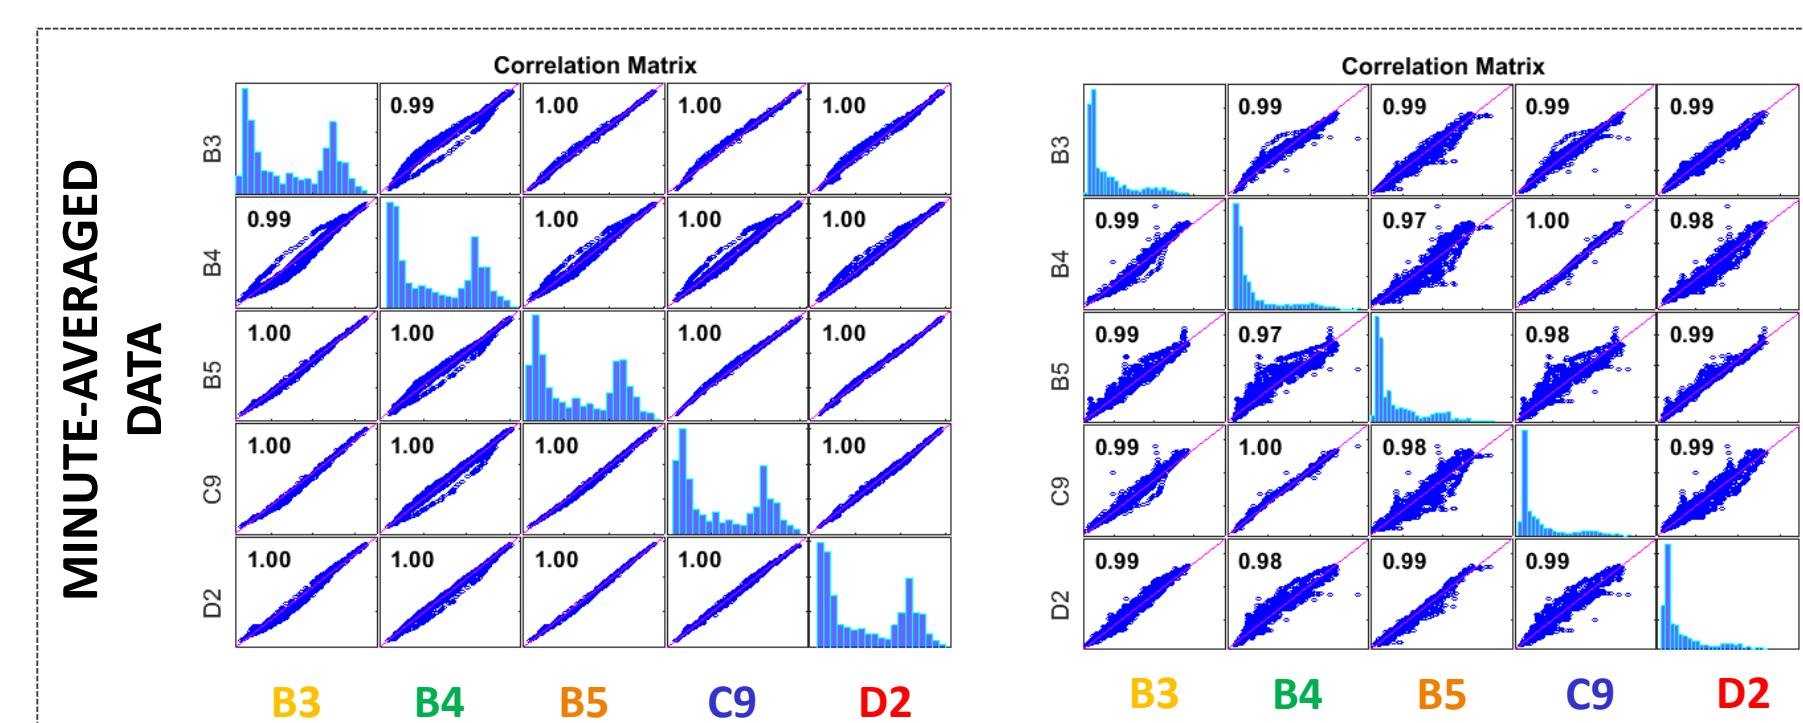 MINUTE-AVERAGED
DATA
Correlation Matrix
B3 0.99 1.00 1.00 1.00
B4 0.99 1.00 1.00 1.00
B5 1.00 1.00 1.00 1.00
C9 1.00 1.00 1.00 1.00
D2 1.00 1.00 1.00 1.00
B3 B4 B5 C9 D2
Correlation Matrix
B3 0.99 0.99 0.99 0.99
B4 0.99 0.97 1.00 0.98
B5 0.99 0.97 0.98 0.99
C9 0.99 1.00 0.98 0.99
D2 0.99 0.98 0.99 0.99
B3 B4 B5 C9 D2